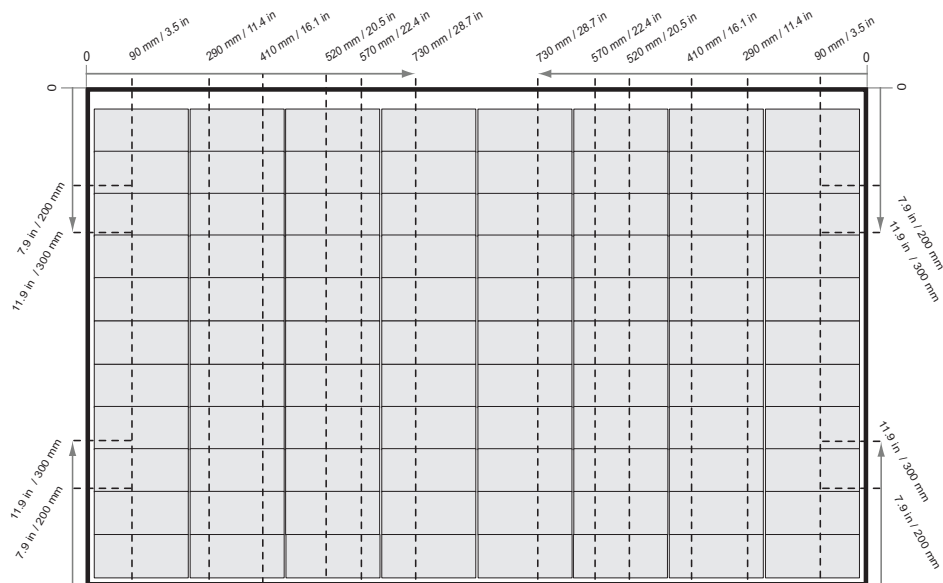 0
90 mm / 3.5 in
290 mm / 11.4 in
410 mm / 16.1 in
520 mm / 20.5 in
570 mm / 22.4 in
730 mm / 28.7 in
730 mm / 28.7 in
570 mm / 22.4 in
520 mm / 20.5 in
410 mm / 16.1 in
290 mm / 11.4 in
90 mm / 3.5 in
0
0
0
7.9 in / 200 mm
11.9 in / 300 mm
7.9 in / 200 mm
11.9 in / 300 mm
11.9 in / 300 mm
7.9 in / 200 mm
11.9 in / 300 mm
7.9 in / 200 mm